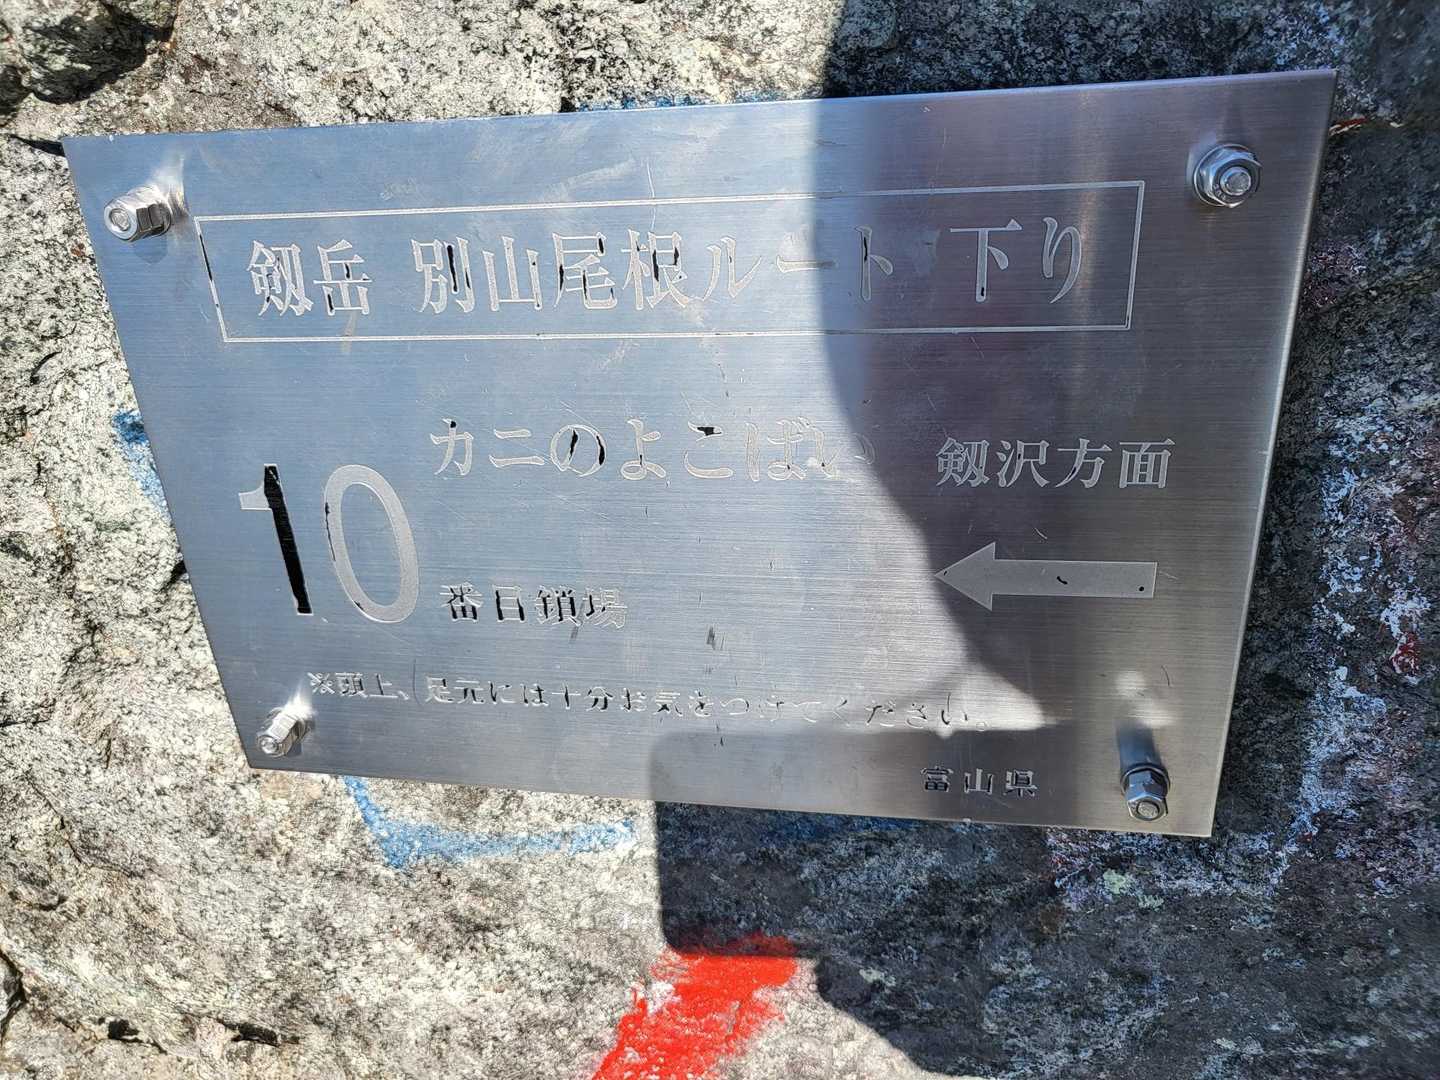 剱岳 別山尾根ルート 下り
カニのよこばい 剱沢方面
10番目鎖場
※頭上、足元には十分お気をつけてください。
富山県